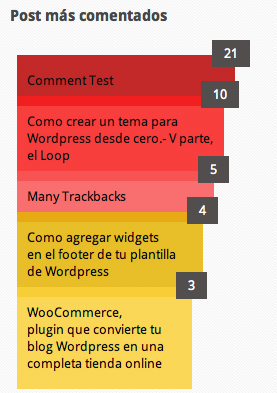 Post más comentados
21
Comment Test
10
Como crear un tema para
Wordpress desde cero.- V parte,
el Loop
5
Many Trackbacks
4
Como agregar widgets
en el footer de tu plantilla
de Wordpress
3
WooCommerce,
plugin que convierte tu
blog Wordpress en una
completa tienda online